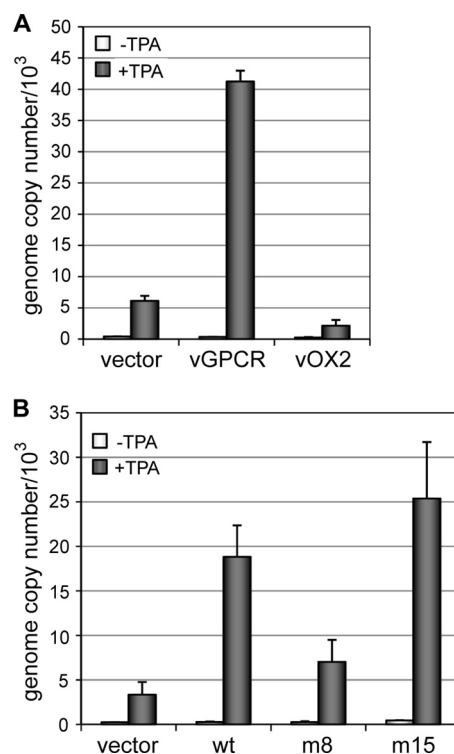 A
genome copy number/10³
50
45
40
35
30
25
20
15
10
5
0
-TPA
+TPA
vector vGPCR vOX2
B
genome copy number/10³
35
30
25
20
15
10
5
0
-TPA
+TPA
vector wt m8 m15